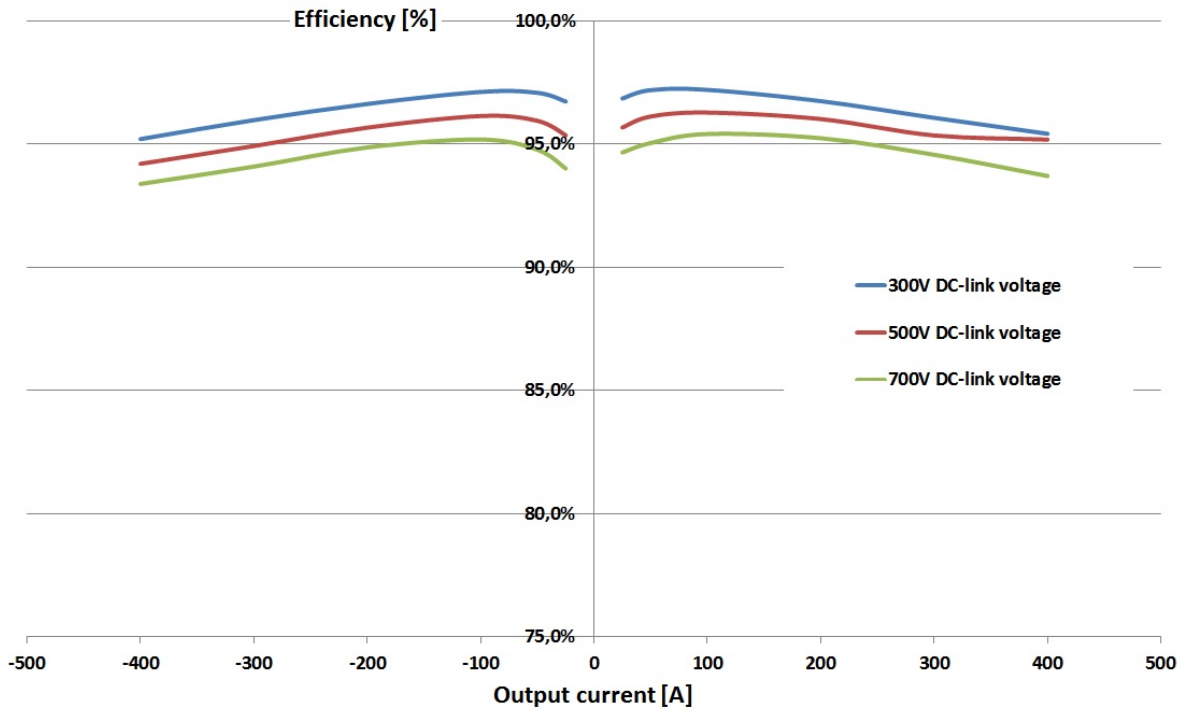 Efficiency [%]
100,0%
95,0%
90,0%
85,0%
80,0%
75,0%
300V DC-link voltage
500V DC-link voltage
700V DC-link voltage
-500 -400 -300 -200 -100 0 100 200 300 400 500
Output current [A]